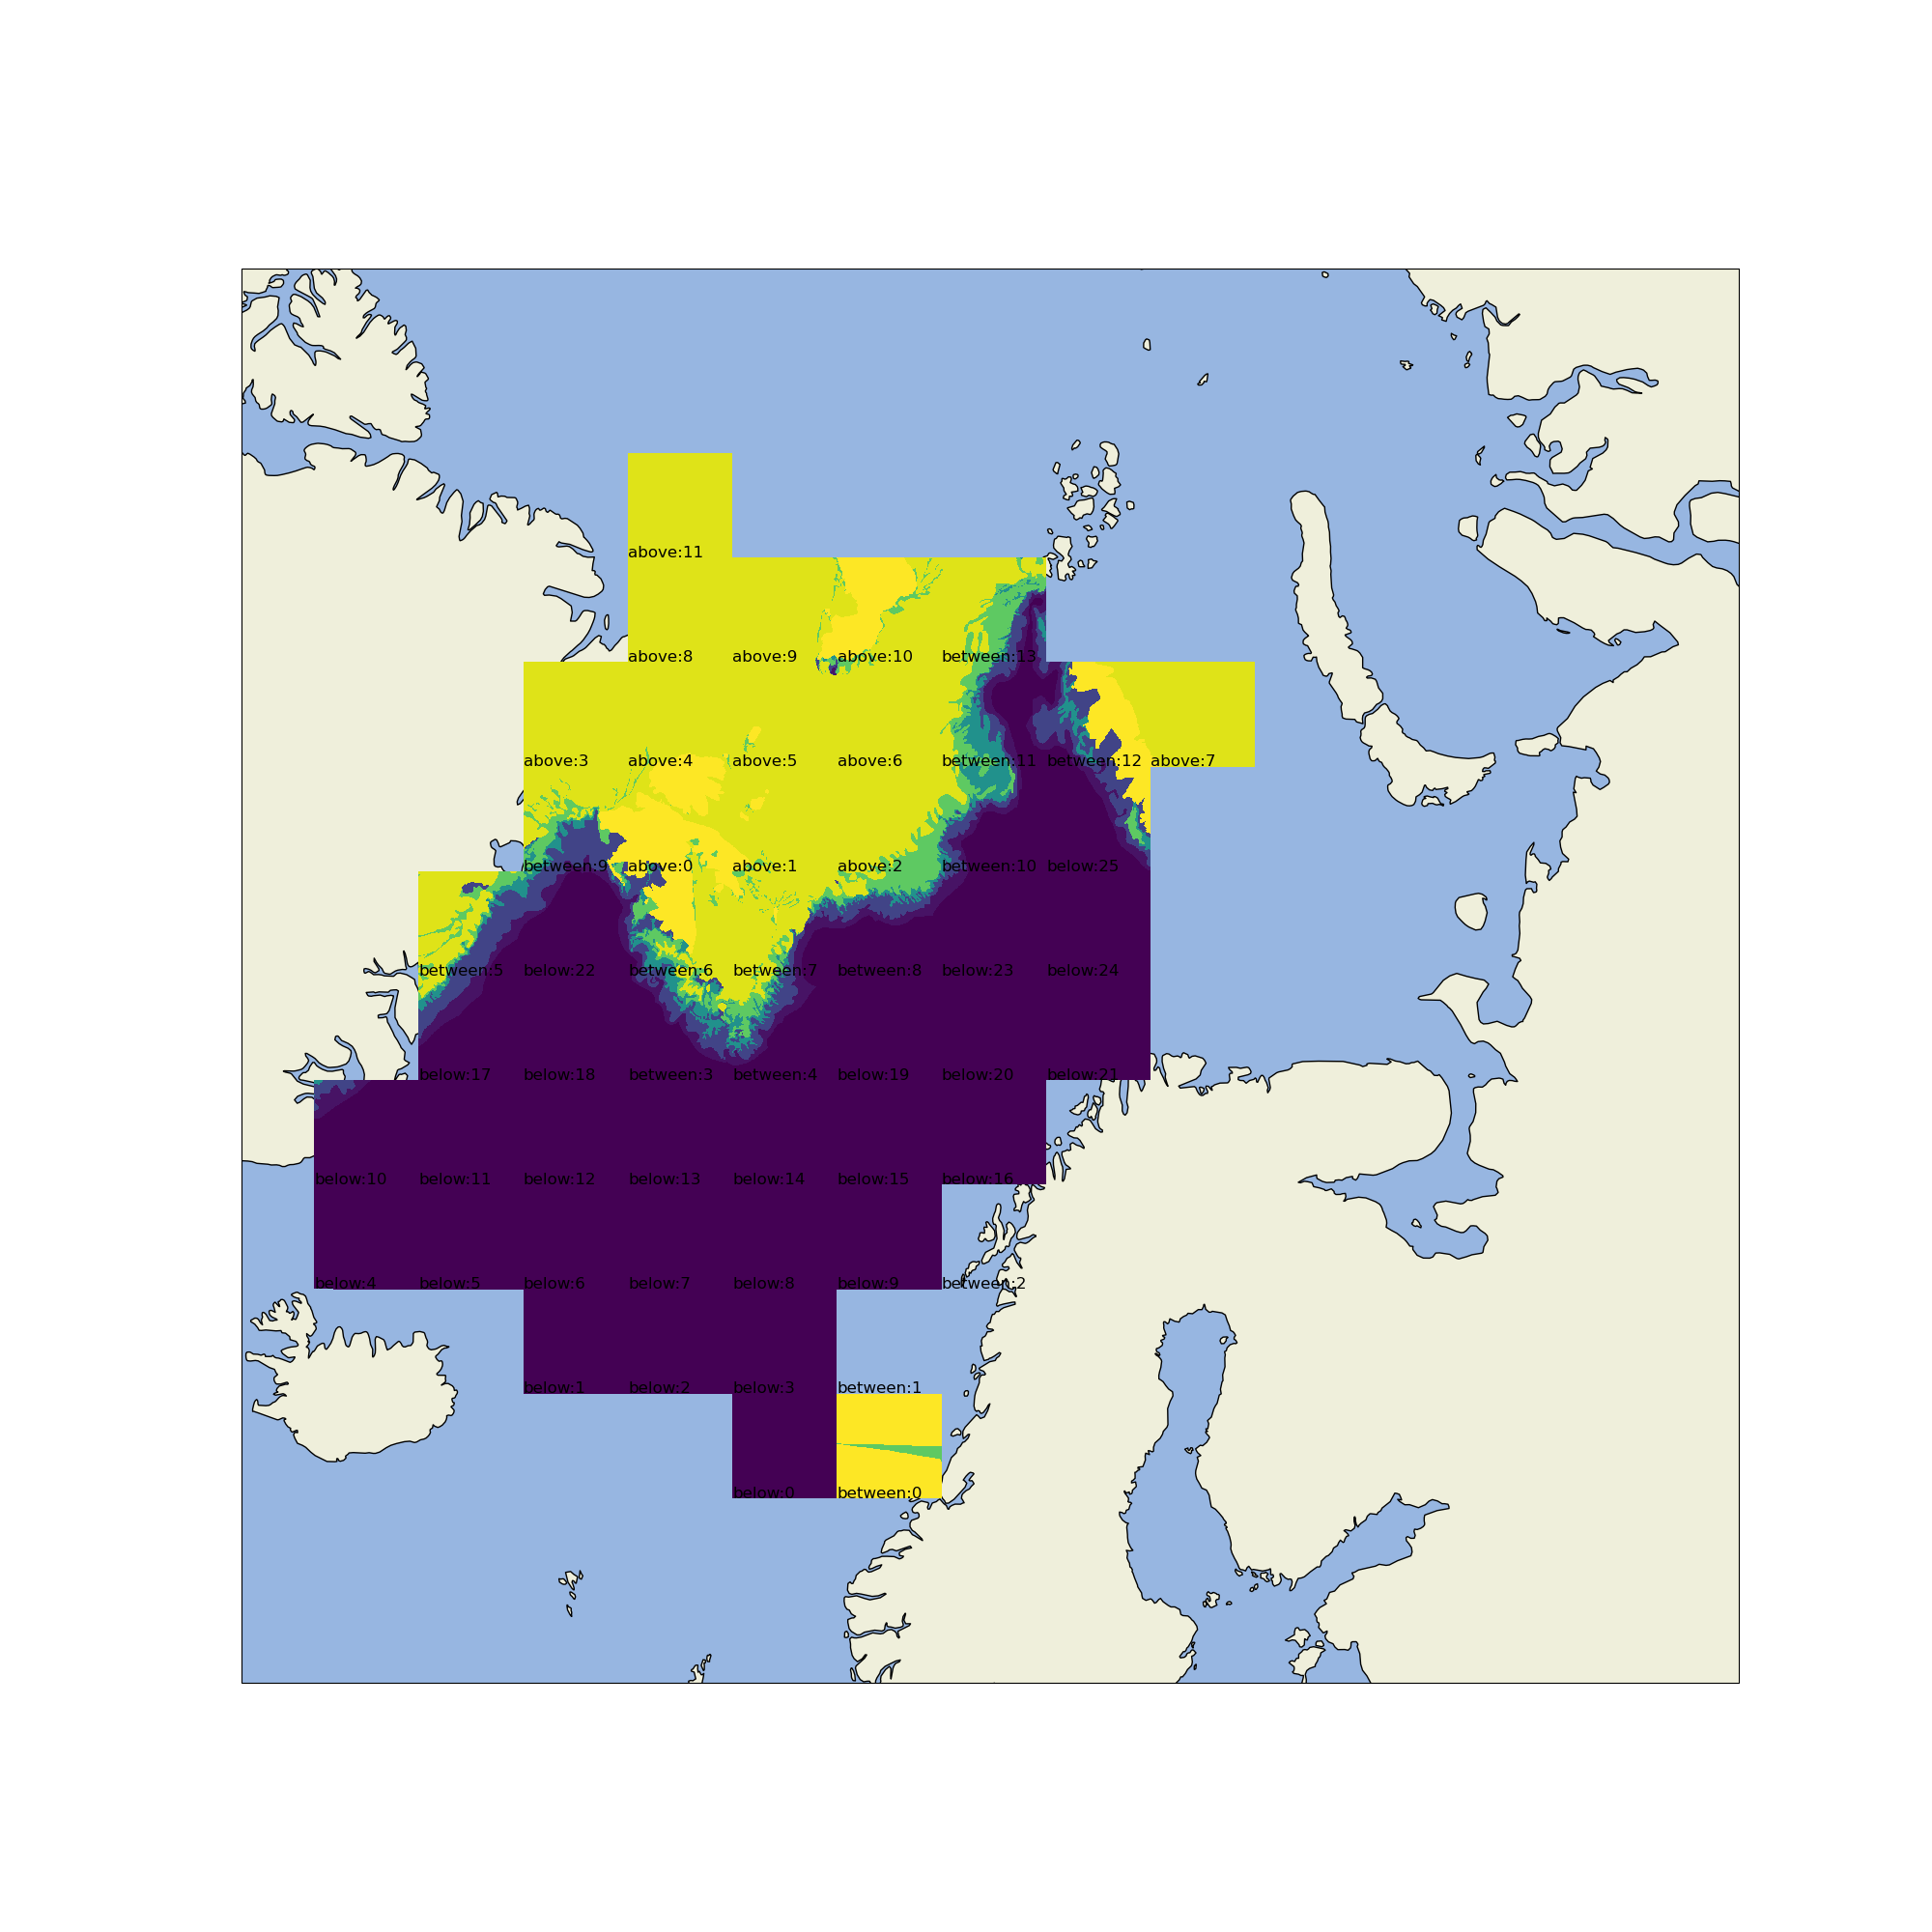 above:11
above:8 above:9 above:10 between:13
above:3 above:4 above:5 above:6 between:11 between:12 above:7
between:9 above:0 above:1 above:2 between:10 below:25
between:5 below:22 between:6 between:7 between:8 below:23 below:24
below:17 below:18 between:3 between:4 below:19 below:20 below:21
below:10 below:11 below:12 below:13 below:14 below:15 below:16
below:4 below:5 below:6 below:7 below:8 below:9 between:2
below:1 below:2 below:3 between:1
below:0 between:0